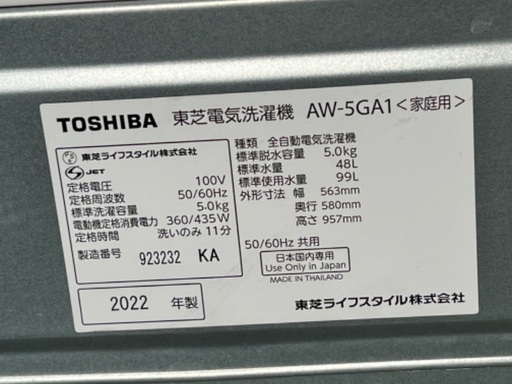 TOSHIBA 東芝電気洗濯機 AW-5GA1<家庭用>
東芝ライフスタイル株式会社
S JET
定格電圧 100V
定格周波数 50/60Hz
標準洗濯容量 5.0kg
電動機定格消費電力 360/435W
定格時間 洗いのみ 11分
製造番号 923232 KA
2022 年製
種類 全自動電気洗濯機
標準脱水容量 5.0kg
標準水量 48L
標準使用水量 99L
外形寸法 幅 563mm
奥行 580mm
高さ 957mm
50/60Hz 共用
日本国内専用
Use Only in Japan
MADE IN THAILAND
東芝ライフスタイル株式会社